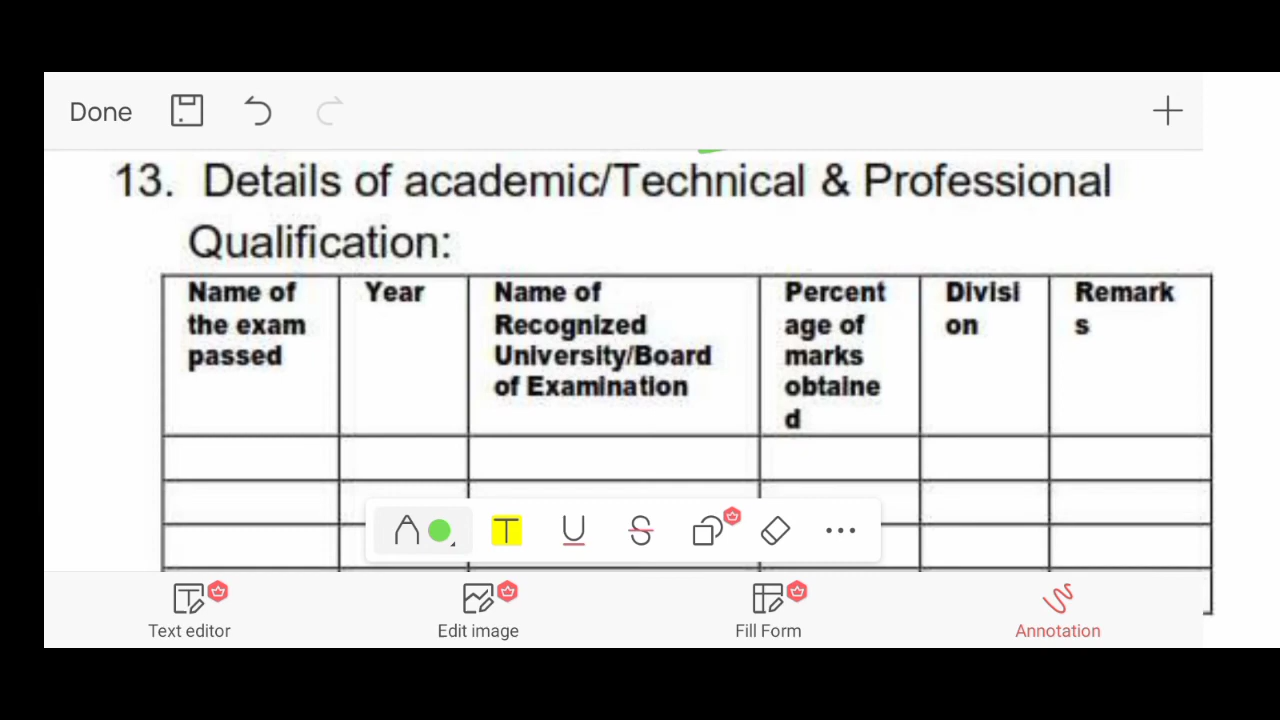 Done
13. Details of academic/Technical & Professional
Qualification:
Name of
the exam
passed
Year
Name of
Recognized
University/Board
of Examination
Percent
age of
marks
obtaine
d
Divisi
on
Remark
s
T
U
S
Text editor
Edit image
Fill Form
Annotation